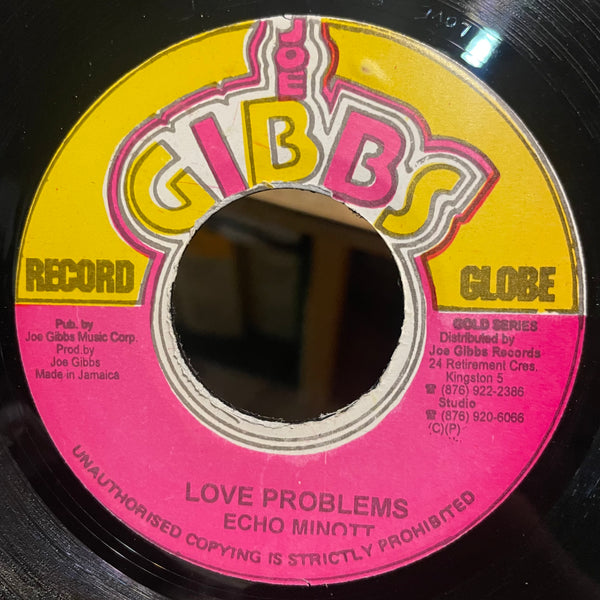 JOE
GIBBS
RECORD
GLOBE
Pub. by
Joe Gibbs Music Corp.
Prod.by
Joe Gibbs
Made in Jamaica
GOLD SERIES
Distributed by
Joe Gibbs Records
24 Retirement Cres.
Kingston 5
☎ (876) 922-2386
Studio
☎ (876) 920-6066
(C)(P)
LOVE PROBLEMS
ECHO MINOTT
UNAUTHORISED COPYING IS STRICTLY PROHIBITED